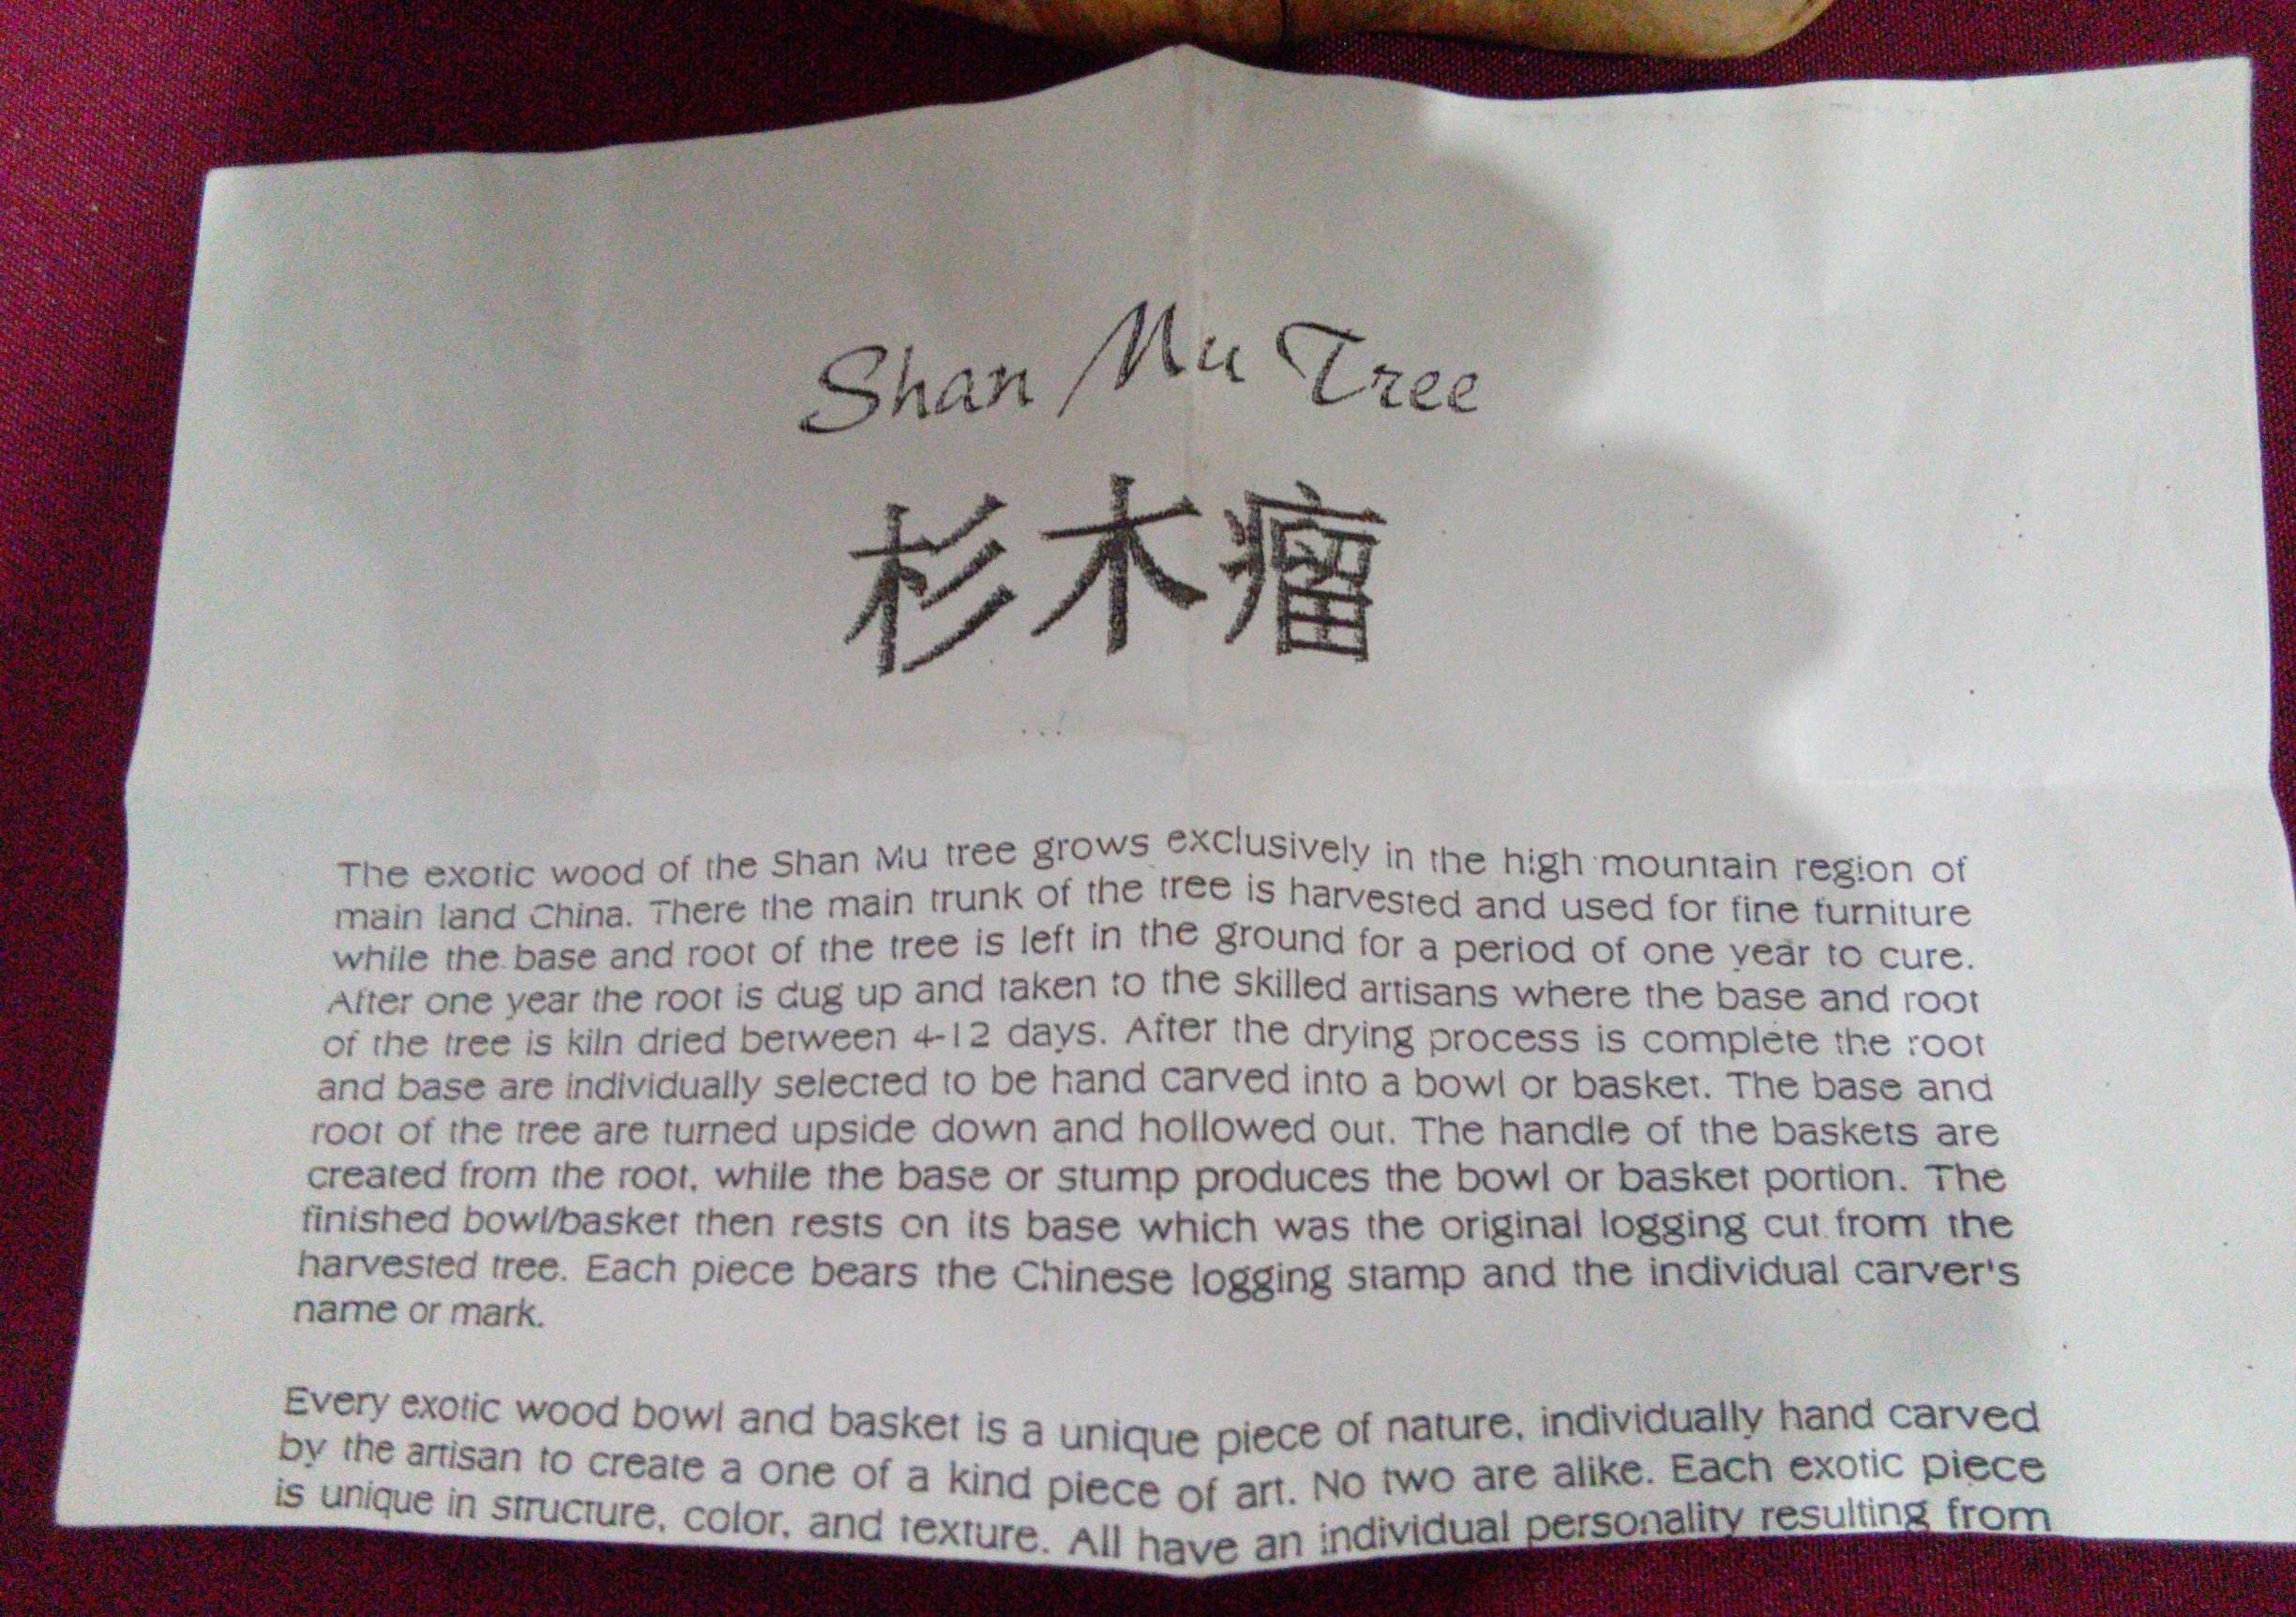 Shan Mu Tree
杉木瘤
The exotic wood of the Shan Mu tree grows exclusively in the high mountain region of
main land China. There the main trunk of the tree is harvested and used for fine furniture
while the base and root of the tree is left in the ground for a period of one year to cure.
After one year the root is dug up and taken to the skilled artisans where the base and root
of the tree is kiln dried between 4-12 days. After the drying process is complete the root
and base are individually selected to be hand carved into a bowl or basket. The base and
root of the tree are turned upside down and hollowed out. The handle of the baskets are
created from the root, while the base or stump produces the bowl or basket portion. The
finished bowl/basket then rests on its base which was the original logging cut from the
harvested tree. Each piece bears the Chinese logging stamp and the individual carver's
name or mark.
Every exotic wood bowl and basket is a unique piece of nature, individually hand carved
by the artisan to create a one of a kind piece of art. No two are alike. Each exotic piece
is unique in structure, color, and texture. All have an individual personality resulting from